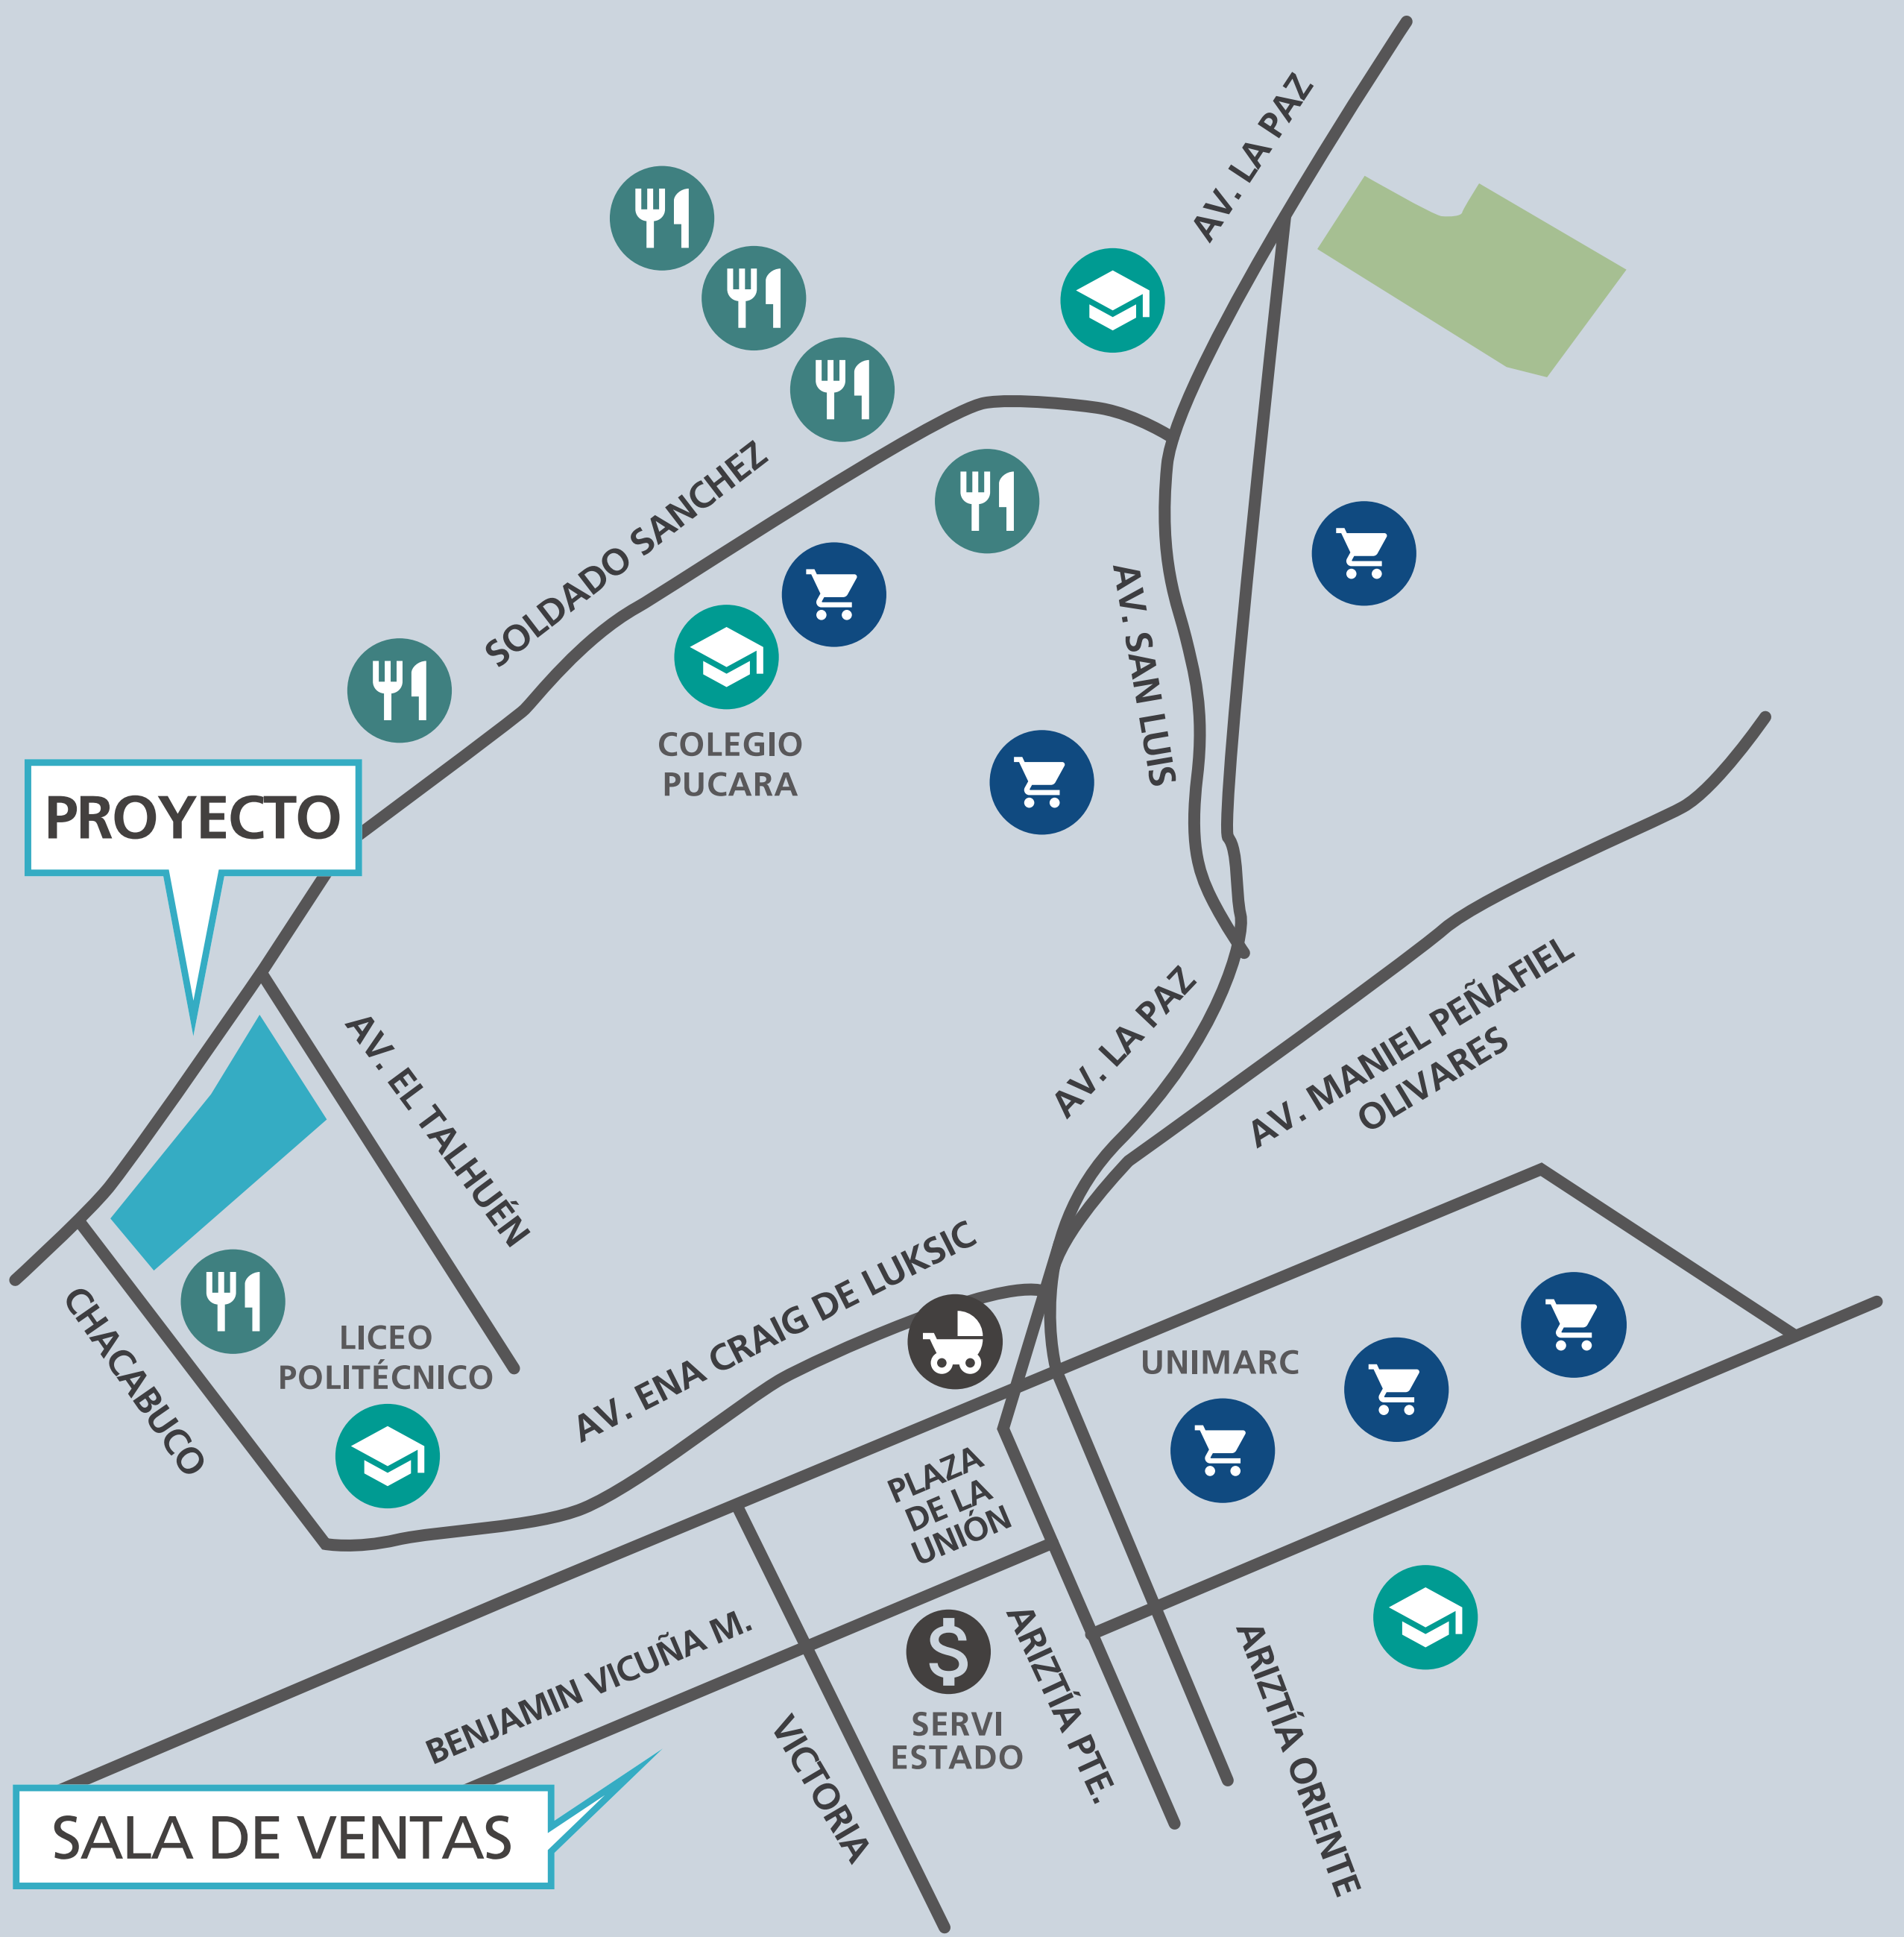 AV. LA PAZ
SOLDADO SANCHEZ
AV. SAN LUIS
COLEGIO
PUCARA
PROYECTO
AV. LA PAZ
AV. MANIEL PEÑAFIEL
OLIVARES
AV. EL TALHUÉN
AV. ENA CRAIG DE LUKSIC
CHACABUCO
LICEO
POLITÉCNICO
UNIMARC
PLAZA
DE LA
UNIÓN
BENJAMIN VICUÑA M.
SERVI
ESTADO
ARIZTÍA PTE.
ARIZTÍA ORIENTE
VICTORIA
SALA DE VENTAS